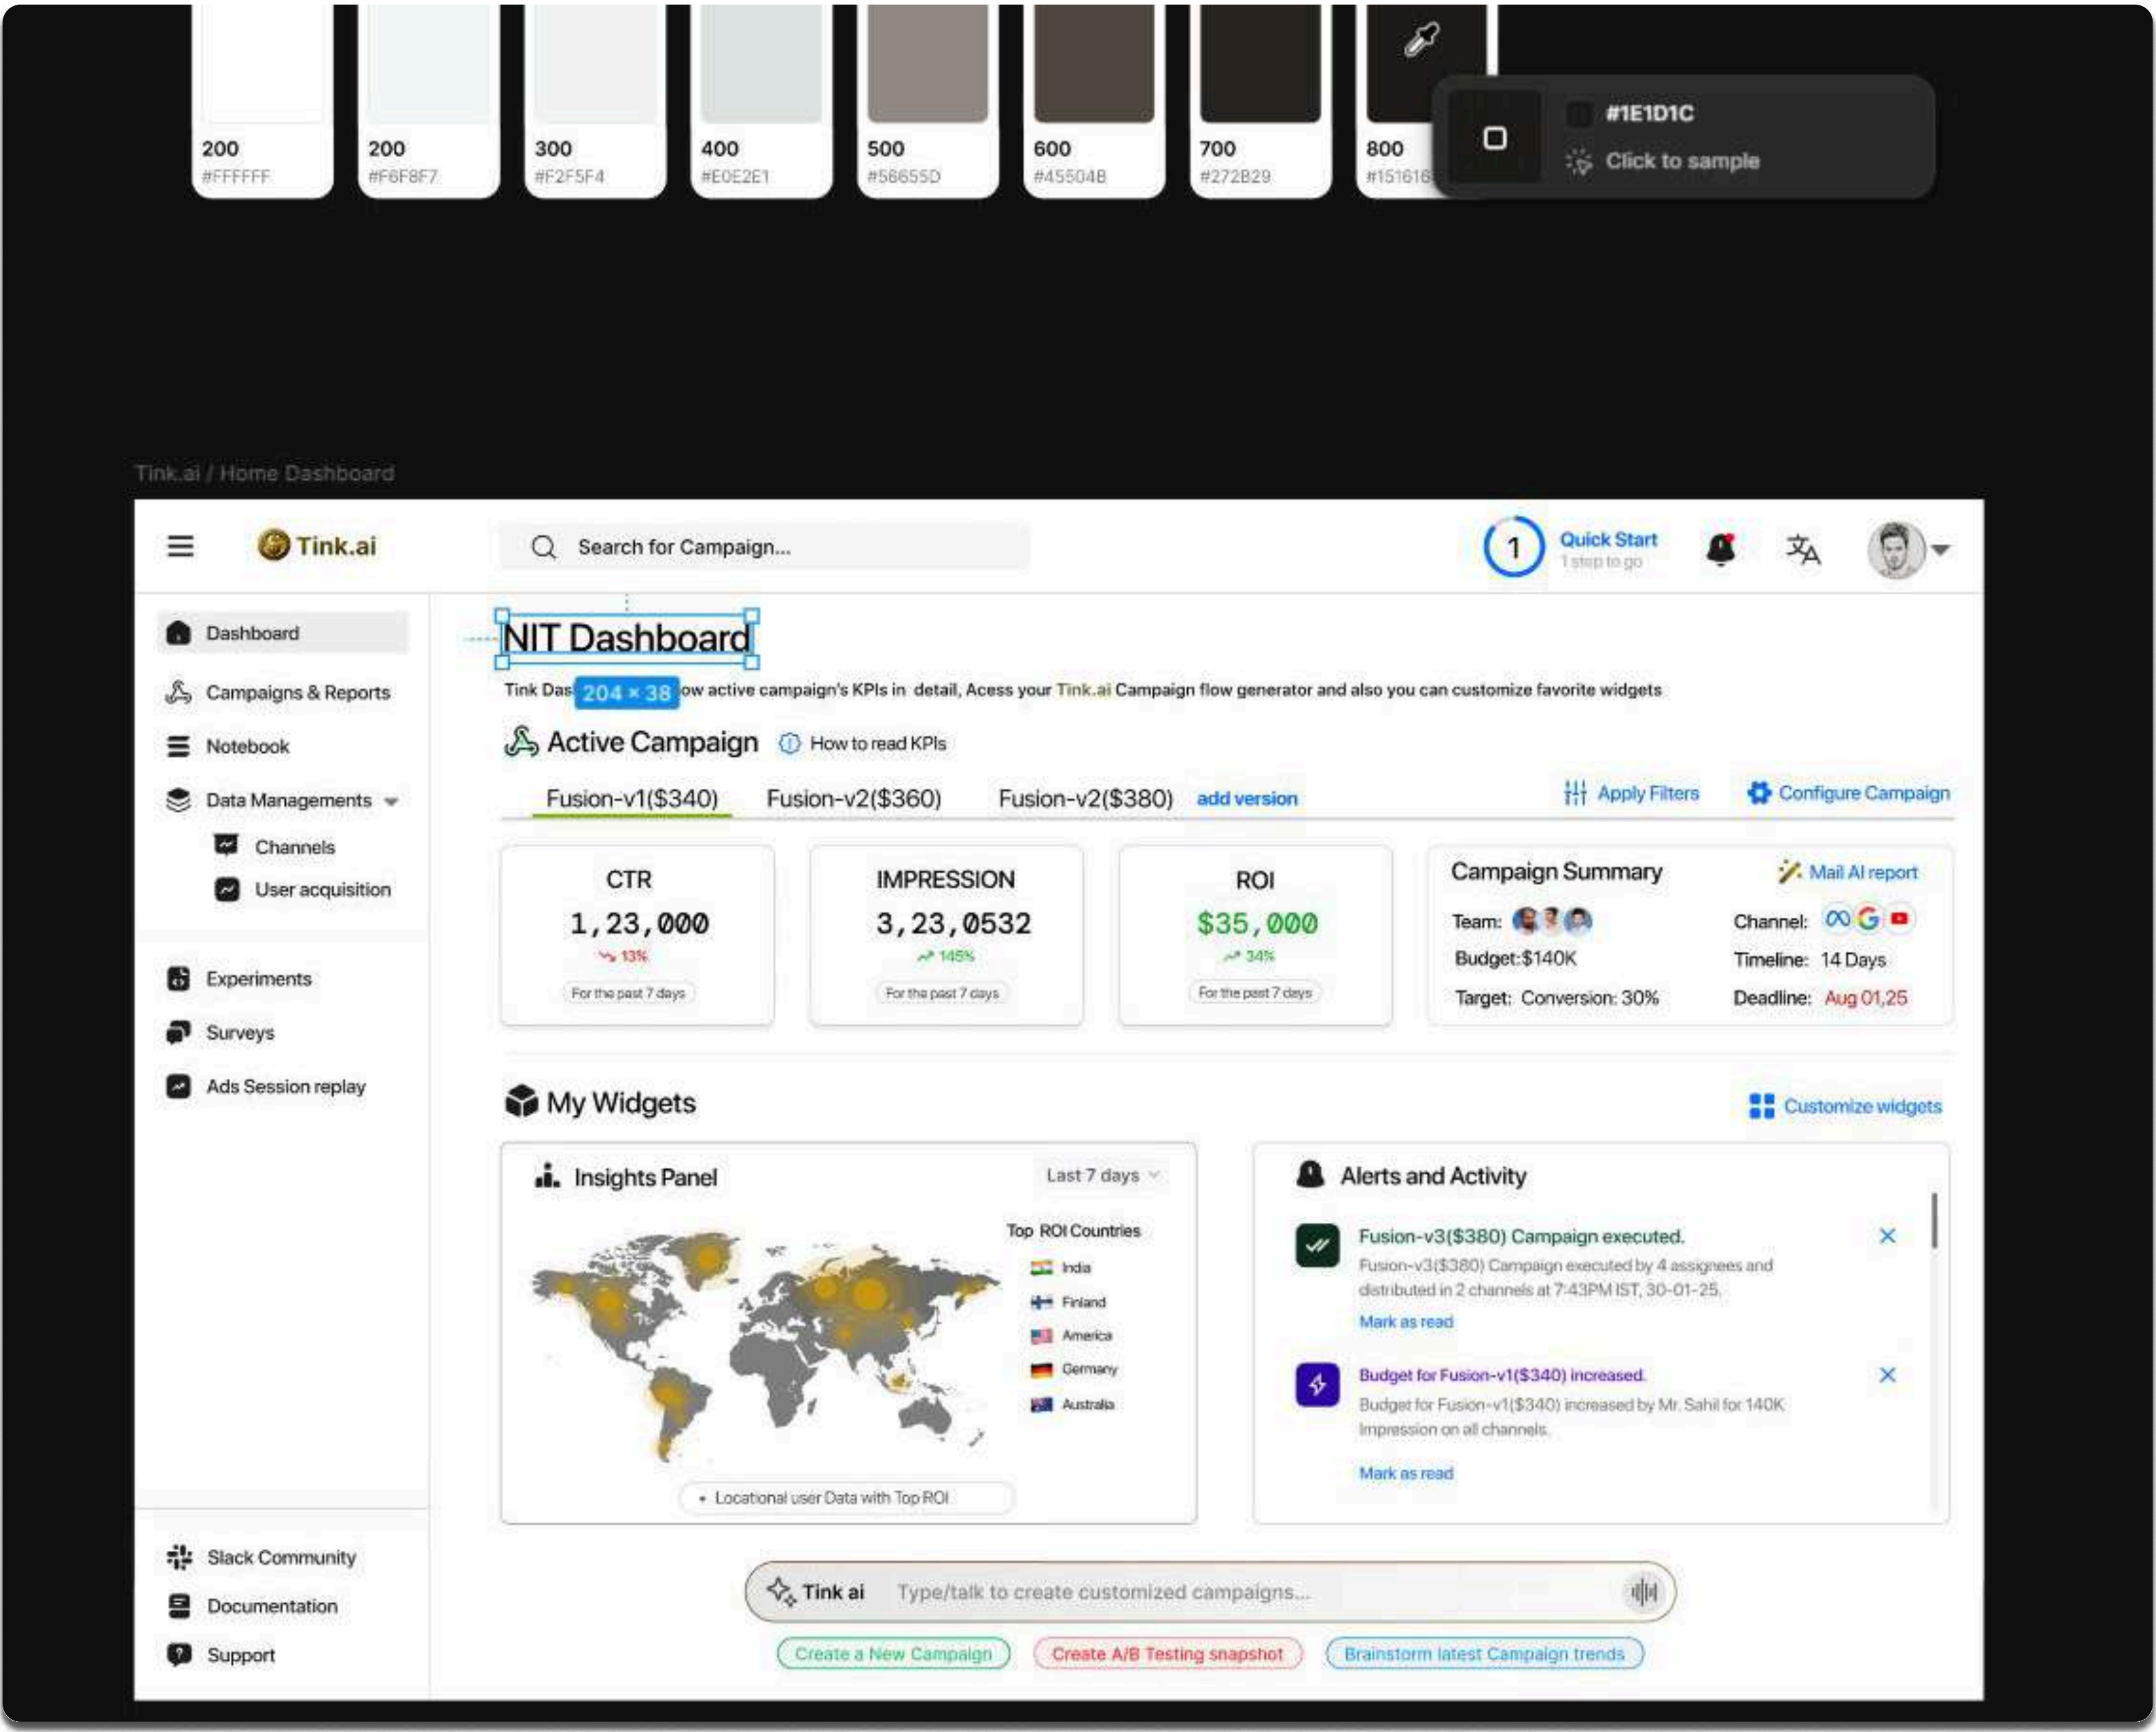 200
#FFFFFF
200
#F6F8F7
300
#F2F5F4
400
#E0E2E1
500
#56655D
600
#45504B
700
#272B29
800
#151616
#1E1D1C
Click to sample
Tink.ai / Home Dashboard
Tink.ai
Search for Campaign...
1
Quick Start
1 step to go
Dashboard
Campaigns & Reports
Notebook
Data Managements
Channels
User acquisition
Experiments
Surveys
Ads Session replay
Slack Community
Documentation
Support
NIT Dashboard
204 × 38
Tink Das ow active campaign's KPIs in detail, Acess your Tink.ai Campaign flow generator and also you can customize favorite widgets
Active Campaign
How to read KPIs
Fusion-v1($340)
Fusion-v2($360)
Fusion-v2($380)
add version
Apply Filters
Configure Campaign
CTR
1,23,000
13%
For the past 7 days
IMPRESSION
3,23,0532
145%
For the past 7 days
ROI
$35,000
34%
For the past 7 days
Campaign Summary
Mail AI report
Team:
Channel:
Budget:$140K
Timeline: 14 Days
Target: Conversion: 30%
Deadline: Aug 01,25
My Widgets
Customize widgets
Insights Panel
Last 7 days
Top ROI Countries
India
Finland
America
Germany
Australia
• Locational user Data with Top ROI
Alerts and Activity
Fusion-v3($380) Campaign executed.
Fusion-v3($380) Campaign executed by 4 assignees and
distributed in 2 channels at 7:43PM IST, 30-01-25.
Mark as read
Budget for Fusion-v1($340) increased.
Budget for Fusion-v1($340) increased by Mr. Sahil for 140K
Impression on all channels.
Mark as read
Tink ai
Type/talk to create customized campaigns...
Create a New Campaign
Create A/B Testing snapshot
Brainstorm latest Campaign trends